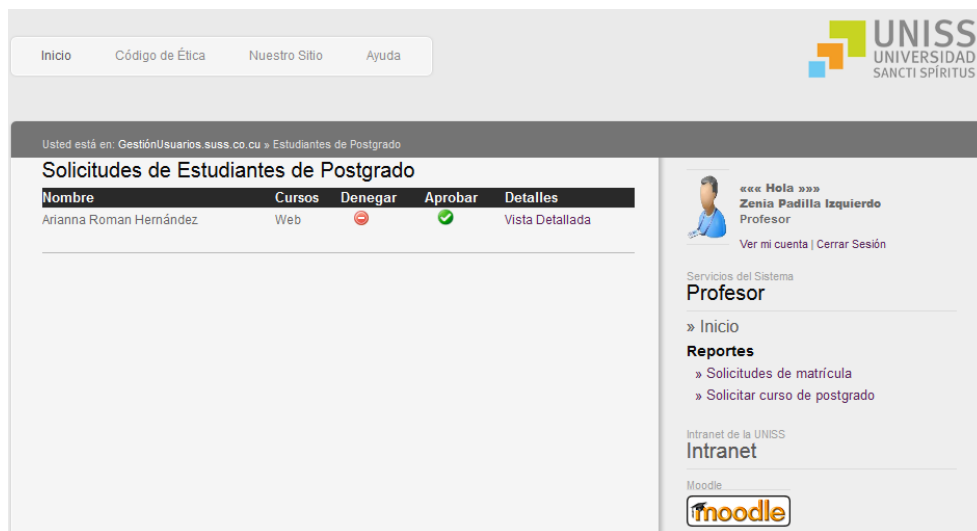 Inicio Código de Ética Nuestro Sitio Ayuda
UNISS
UNIVERSIDAD
SANCTI SPÍRITUS
Usted está en: GestiónUsuarios.suss.co.cu » Estudiantes de Postgrado
Solicitudes de Estudiantes de Postgrado
Nombre Cursos Denegar Aprobar Detalles
Arianna Roman Hernández Web Vista Detallada
««« Hola »»»
Zenia Padilla Izquierdo
Profesor
Ver mi cuenta | Cerrar Sesión
Servicios del Sistema
Profesor
» Inicio
Reportes
» Solicitudes de matrícula
» Solicitar curso de postgrado
Intranet de la UNISS
Intranet
Moodle
moodle